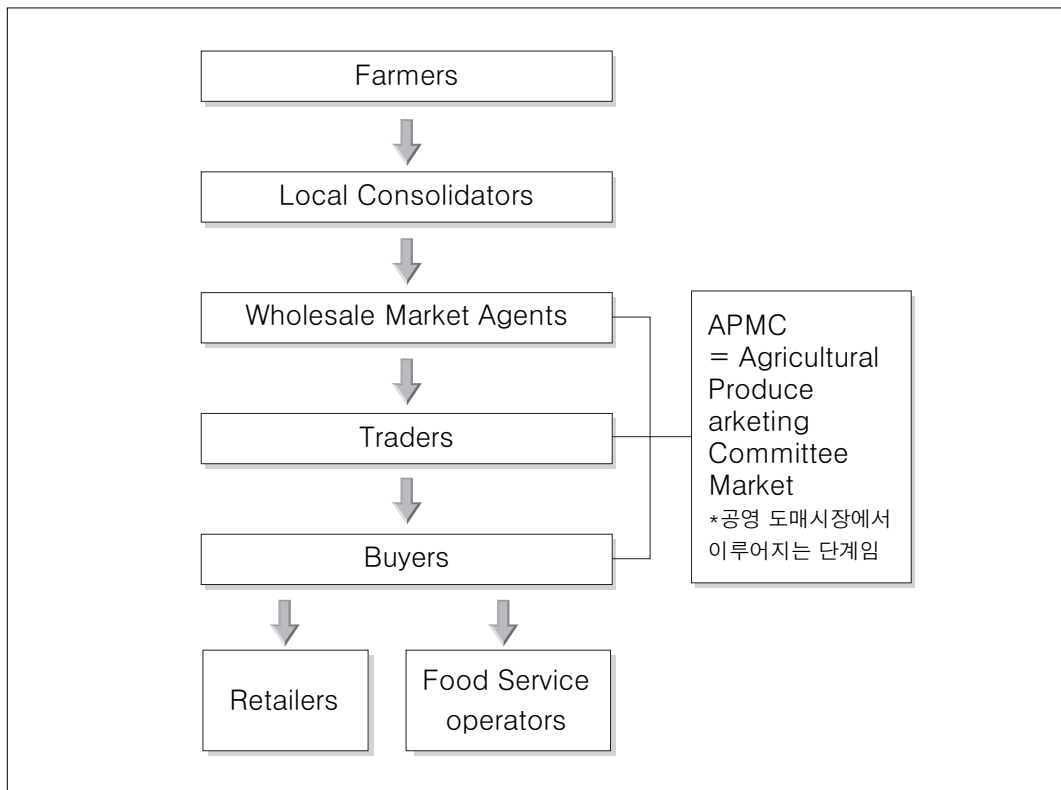 Farmers
Local Consolidators
Wholesale Market Agents
Traders
Buyers
Retailers
Food Service
operators
APMC
= Agricultural
Produce
arketing
Committee
Market
*공영 도매시장에서
이루어지는 단계임